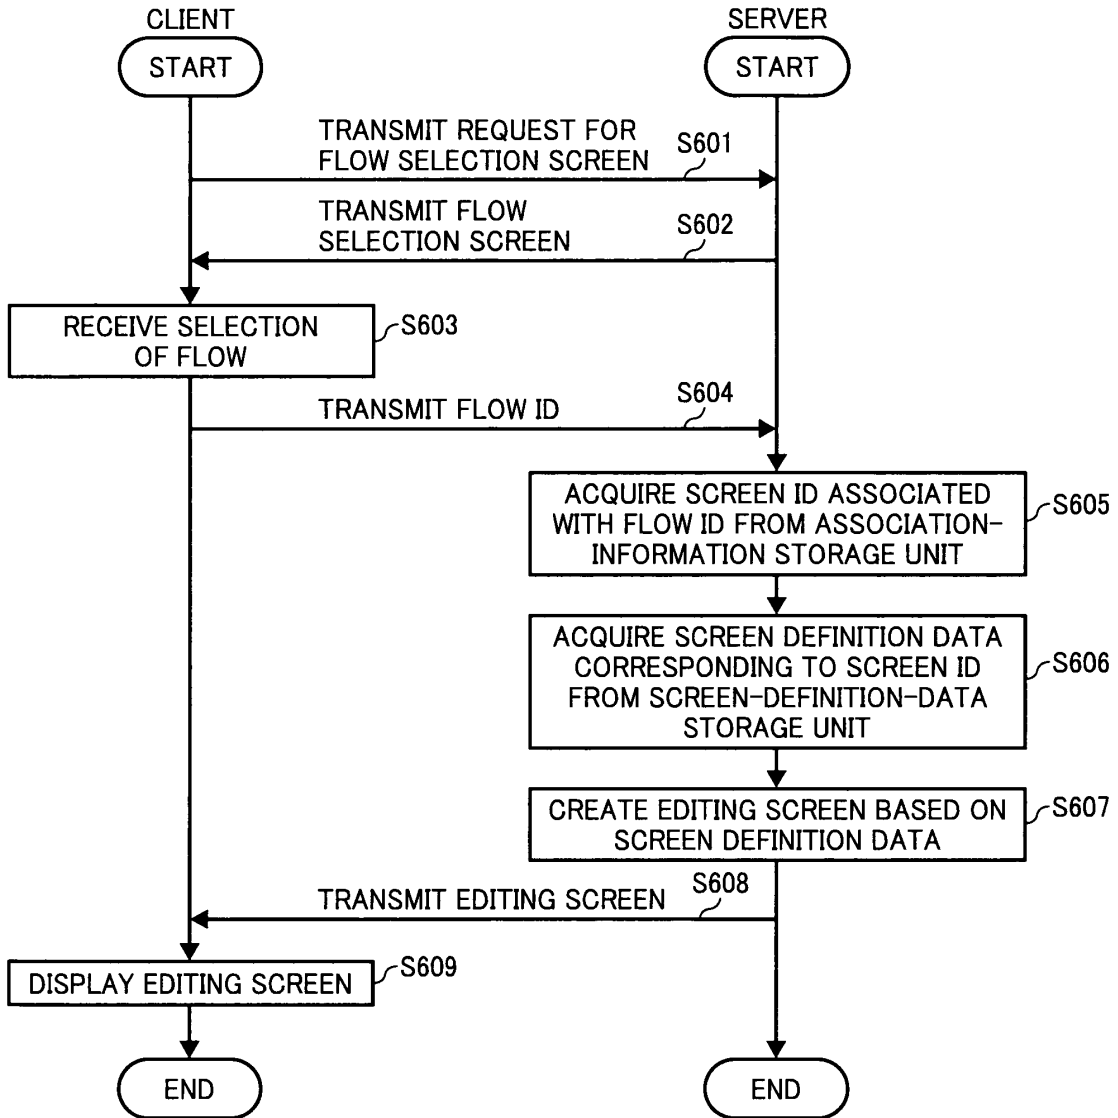 CLIENT
SERVER
START
START
TRANSMIT REQUEST FOR
FLOW SELECTION SCREEN
S601
TRANSMIT FLOW
SELECTION SCREEN
S602
RECEIVE SELECTION
OF FLOW
S603
TRANSMIT FLOW ID
S604
ACQUIRE SCREEN ID ASSOCIATED
WITH FLOW ID FROM ASSOCIATION-
INFORMATION STORAGE UNIT
S605
ACQUIRE SCREEN DEFINITION DATA
CORRESPONDING TO SCREEN ID
FROM SCREEN-DEFINITION-DATA
STORAGE UNIT
S606
CREATE EDITING SCREEN BASED ON
SCREEN DEFINITION DATA
S607
TRANSMIT EDITING SCREEN
S608
DISPLAY EDITING SCREEN
S609
END
END